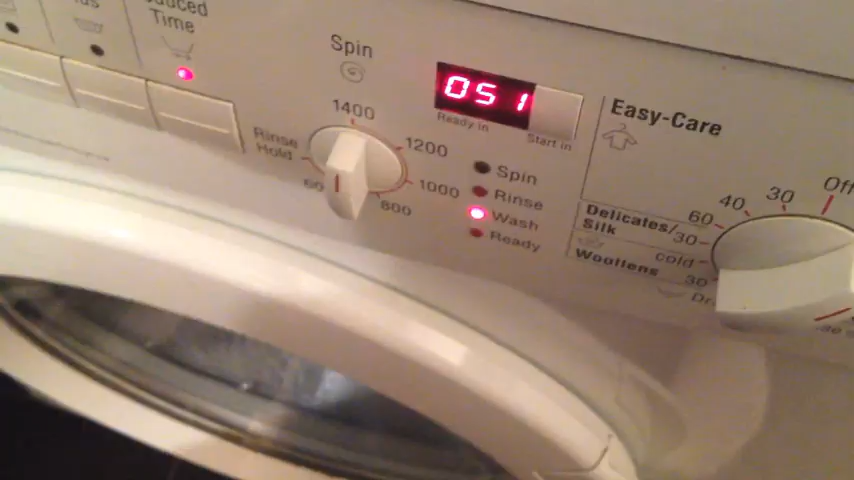 Time
Spin
1400
1200
1000
800
Rinse
Hold
051
Ready in
Start in
Spin
Rinse
Wash
Ready
Easy-Care
Off
30
40
60
Delicates/
Silk
30
cold
Woollens
30